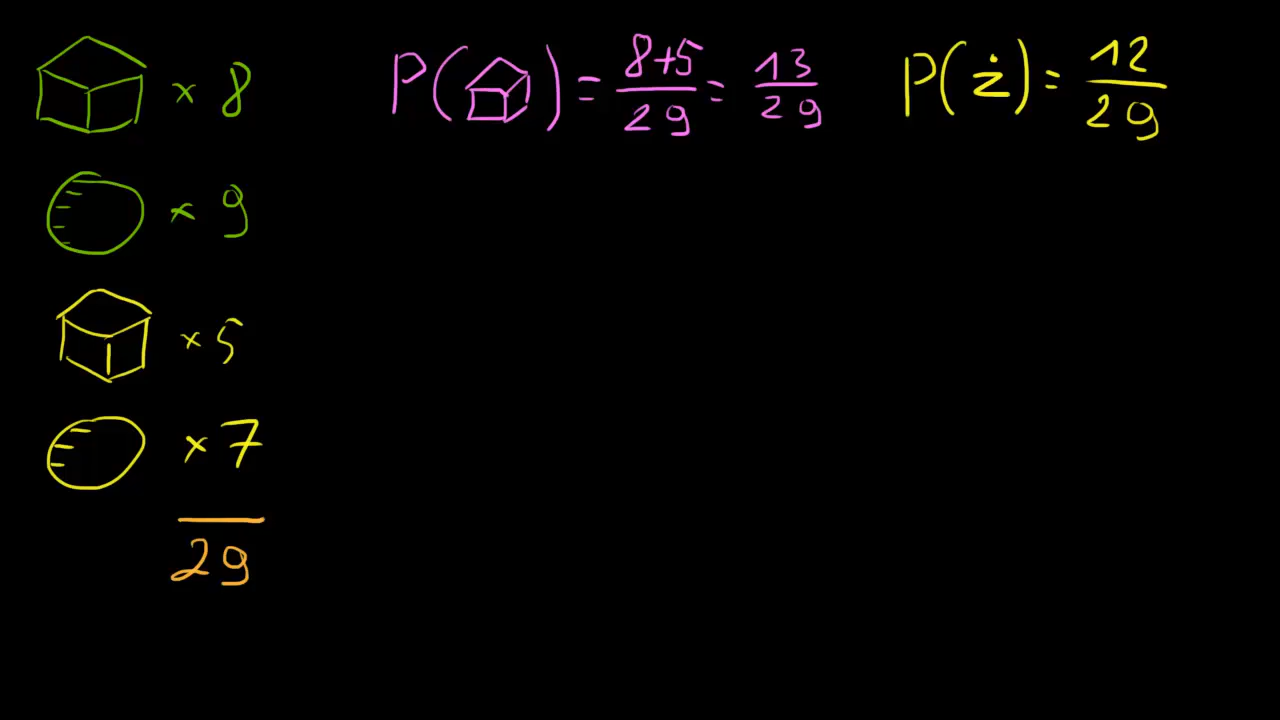 × 8
× 9
× 5
× 7
29
P( ) = 8+5/29 = 13/29
P(ż) = 12/29